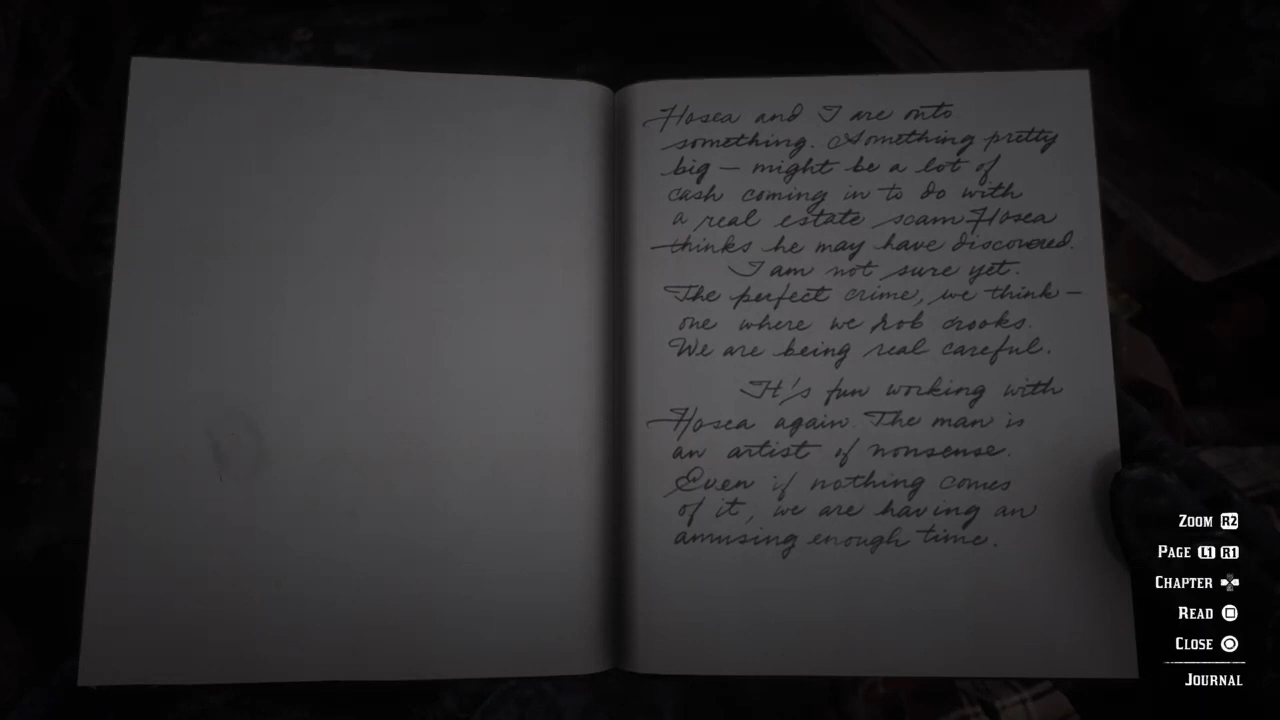 Hosea and I are onto
something. Something pretty
big – might be a lot of
cash coming in to do with
a real estate scam Hosea
thinks he may have discovered.
I am not sure yet.
The perfect crime, we think –
one where we rob crooks.
We are being real careful.
It's fun working with
Hosea again. The man is
an artist of nonsense.
Even if nothing comes
of it, we are having an
amusing enough time.
ZOOM R2
PAGE L1 R1
CHAPTER
READ
CLOSE
JOURNAL